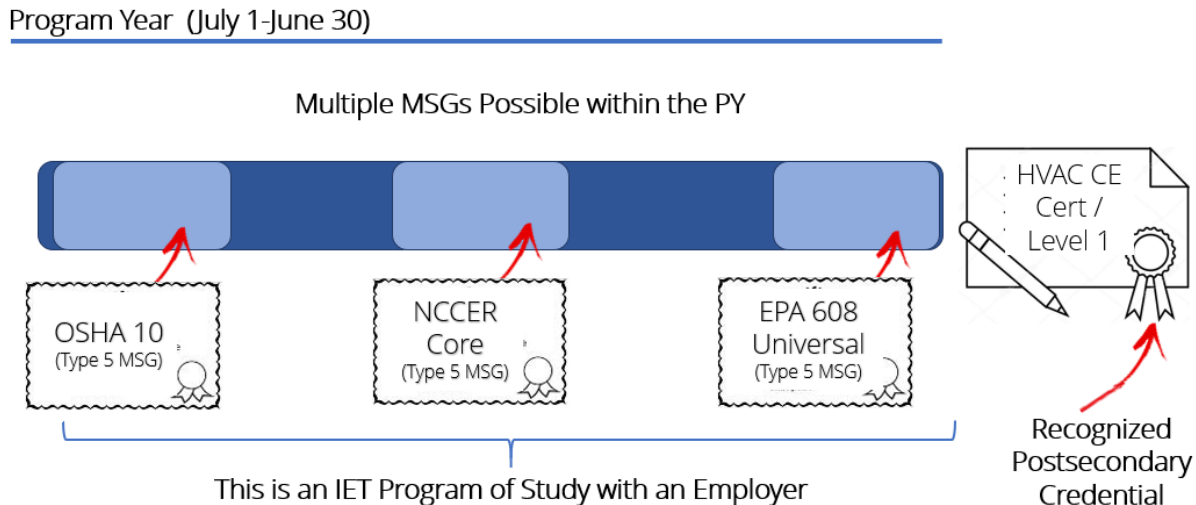 Program Year (July 1-June 30)
Multiple MSGs Possible within the PY
HVAC CE
Cert /
Level 1
OSHA 10
(Type 5 MSG)
NCCER
Core
(Type 5 MSG)
EPA 608
Universal
(Type 5 MSG)
This is an IET Program of Study with an Employer
Recognized
Postsecondary
Credential